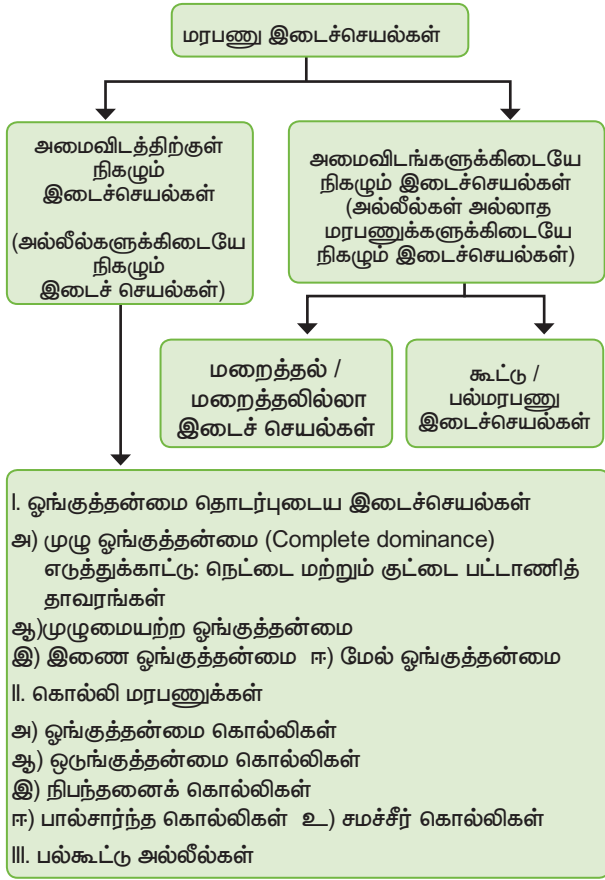 மரபணு இடைச்செயல்கள்
அமைவிடத்திற்குள்
நிகழும்
இடைச்செயல்கள்
(அல்லீல்களுக்கிடையே
நிகழும்
இடைச் செயல்கள்)
அமைவிடங்களுக்கிடையே
நிகழும் இடைச்செயல்கள்
(அல்லீல்கள் அல்லாத
மரபணுக்களுக்கிடையே
நிகழும் இடைச்செயல்கள்)
மறைத்தல் /
மறைத்தலில்லா
இடைச் செயல்கள்
கூட்டு /
பல்மரபணு
இடைச்செயல்கள்
I. ஓங்குத்தன்மை தொடர்புடைய இடைச்செயல்கள்
அ) முழு ஓங்குத்தன்மை (Complete dominance)
எடுத்துக்காட்டு: நெட்டை மற்றும் குட்டை பட்டாணித்
தாவரங்கள்
ஆ)முழுமையற்ற ஓங்குத்தன்மை
இ) இணை ஓங்குத்தன்மை ஈ) மேல் ஓங்குத்தன்மை
II. கொல்லி மரபணுக்கள்
அ) ஓங்குத்தன்மை கொல்லிகள்
ஆ) ஒடுங்குத்தன்மை கொல்லிகள்
இ) நிபந்தனைக் கொல்லிகள்
ஈ) பால்சார்ந்த கொல்லிகள் உ) சமச்சீர் கொல்லிகள்
III. பல்கூட்டு அல்லீல்கள்